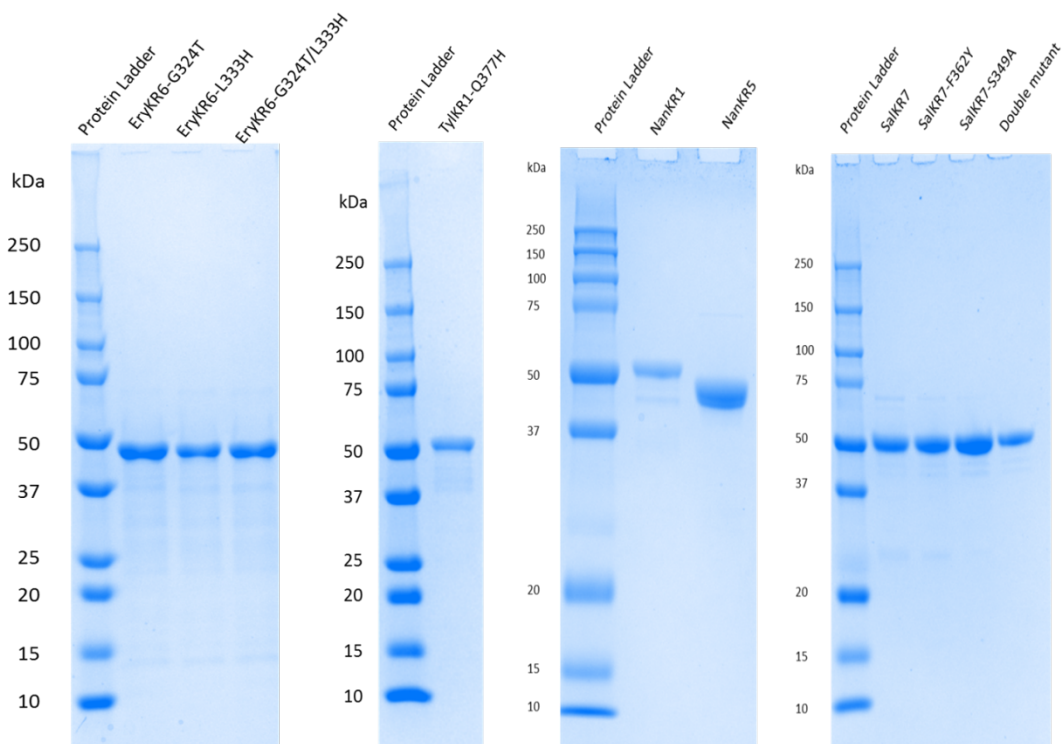 Protein Ladder
EryKR6-G324T
EryKR6-L333H
EryKR6-G324T/L333H
kDa
250
150
100
75
50
37
25
20
15
10
Protein Ladder
TylKR1-Q377H
kDa
250
150
100
75
50
37
25
20
15
10
Protein Ladder
NanKR1
NanKR5
kDa
250
150
100
75
50
37
20
15
10
Protein Ladder
SalKR7
SalKR7-F362Y
SalKR7-S349A
Double mutant
kDa
250
150
100
75
50
37
20
15
10